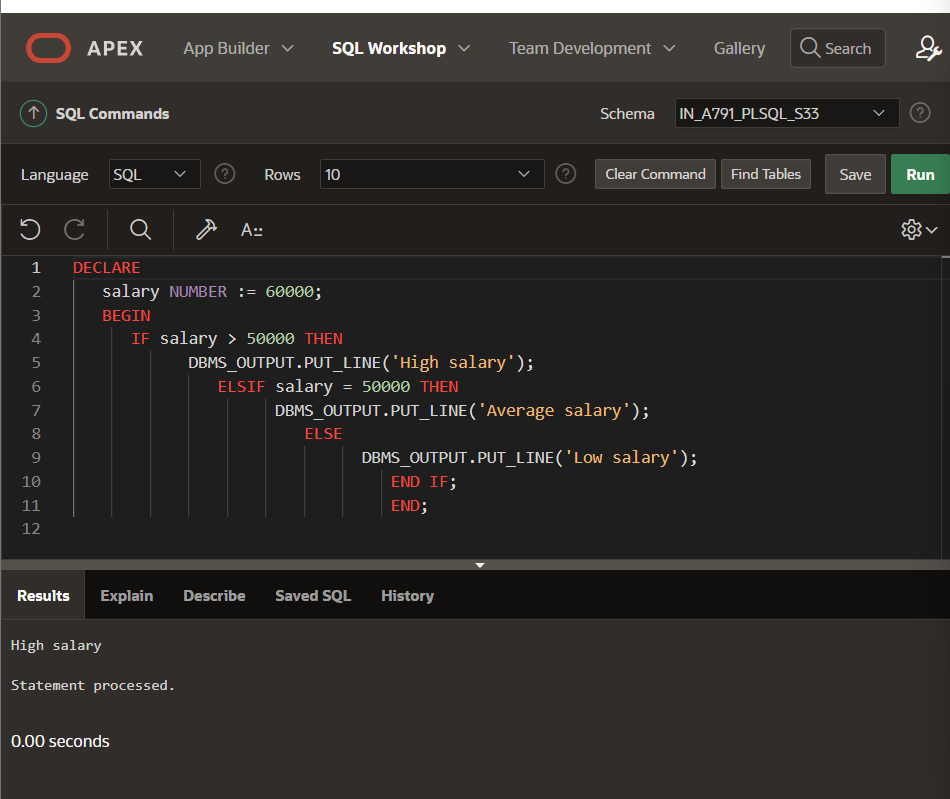 APEX App Builder SQL Workshop Team Development Gallery Search
SQL Commands Schema IN_A791_PLSQL_S33 ?
Language SQL ? Rows 10 ? Clear Command Find Tables Save Run
A::
1 DECLARE
2 salary NUMBER := 60000;
3 BEGIN
4 IF salary > 50000 THEN
5 DBMS_OUTPUT.PUT_LINE('High salary');
6 ELSIF salary = 50000 THEN
7 DBMS_OUTPUT.PUT_LINE('Average salary');
8 ELSE
9 DBMS_OUTPUT.PUT_LINE('Low salary');
10 END IF;
11 END;
12
Results Explain Describe Saved SQL History
High salary
Statement processed.
0.00 seconds